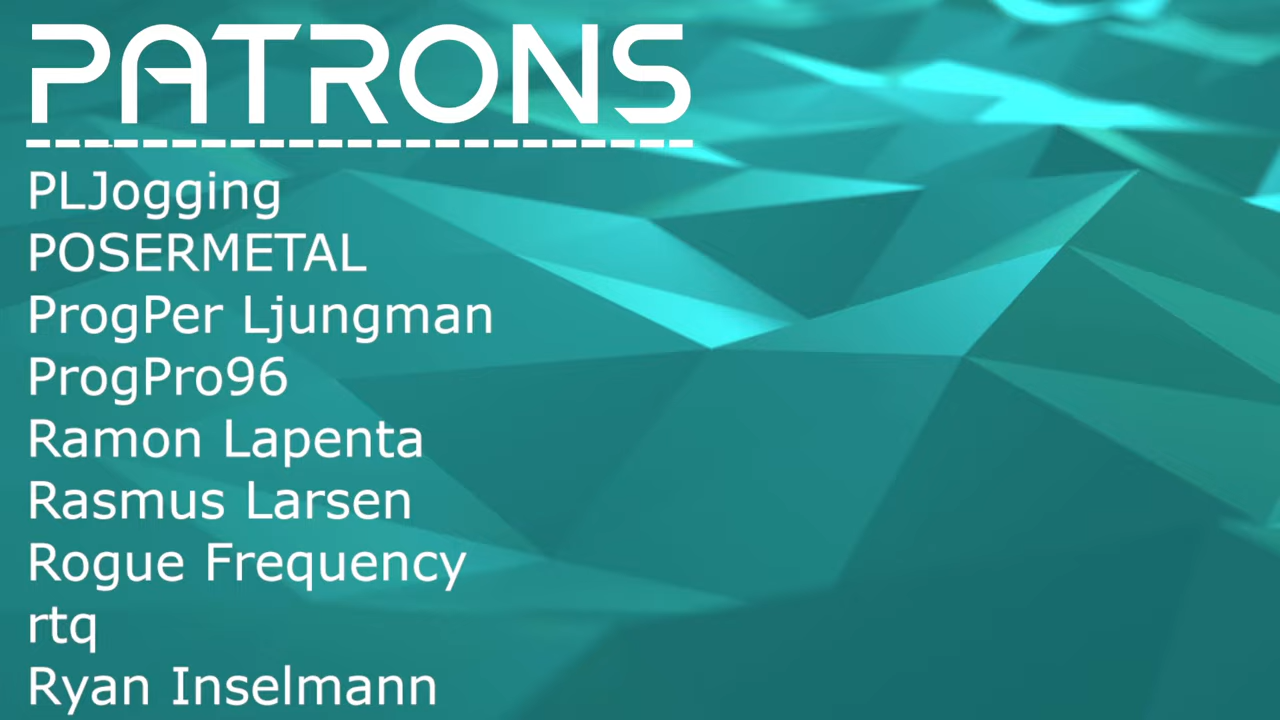 PATRONS
PLJogging
POSERMETAL
ProgPer Ljungman
ProgPro96
Ramon Lapenta
Rasmus Larsen
Rogue Frequency
rtq
Ryan Inselmann